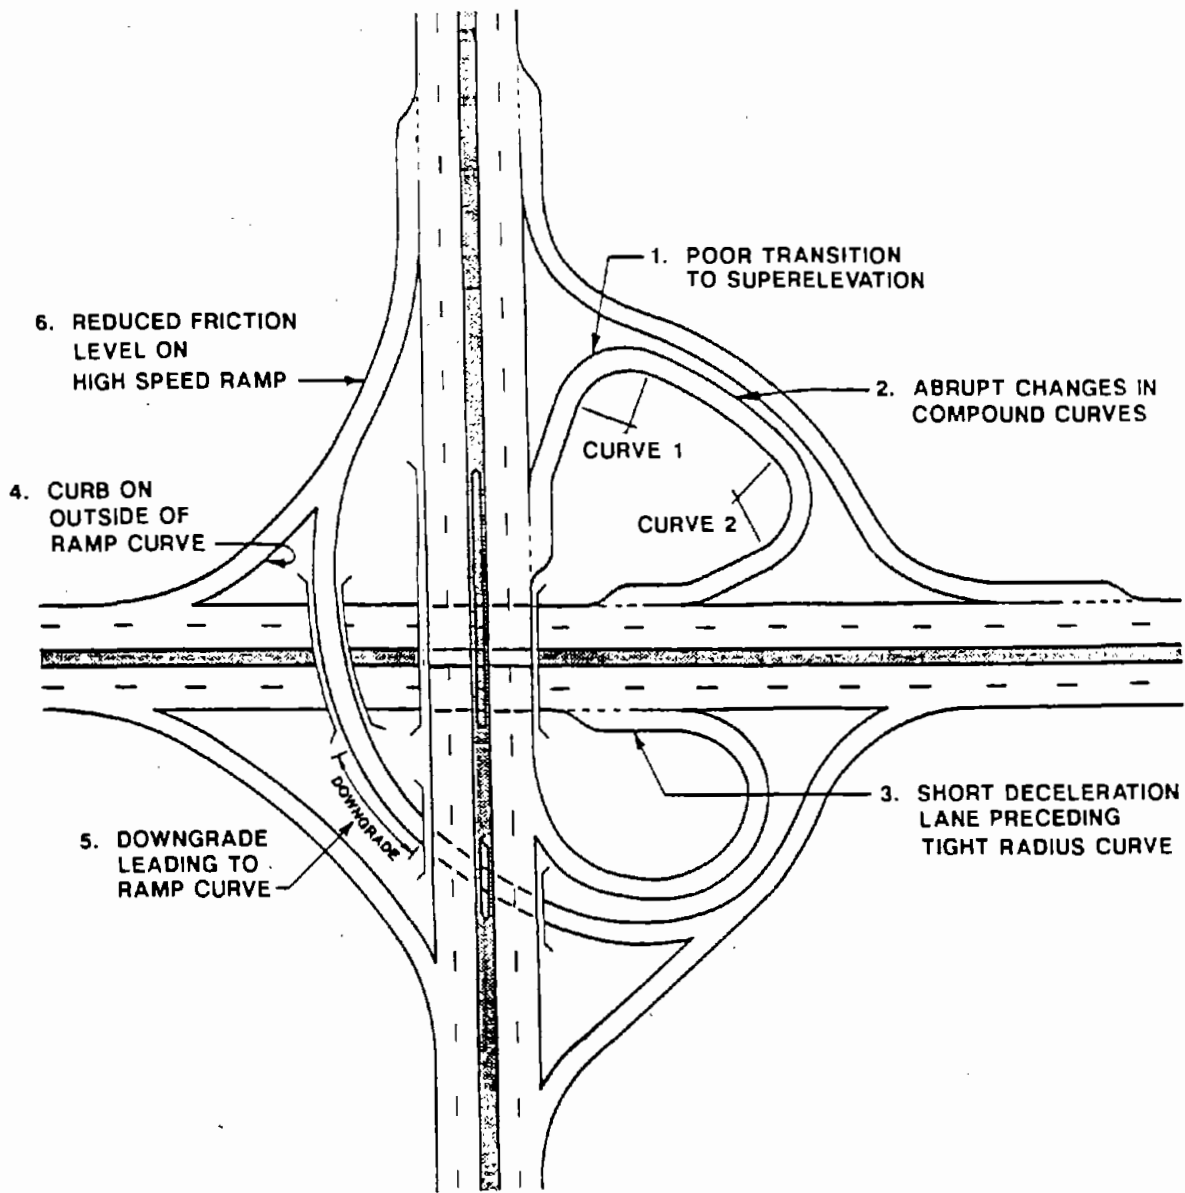 1. POOR TRANSITION
TO SUPERELEVATION
6. REDUCED FRICTION
LEVEL ON
HIGH SPEED RAMP
2. ABRUPT CHANGES IN
COMPOUND CURVES
CURVE 1
4. CURB ON
OUTSIDE OF
RAMP CURVE
CURVE 2
DOWNGRADE
3. SHORT DECELERATION
LANE PRECEDING
TIGHT RADIUS CURVE
5. DOWNGRADE
LEADING TO
RAMP CURVE